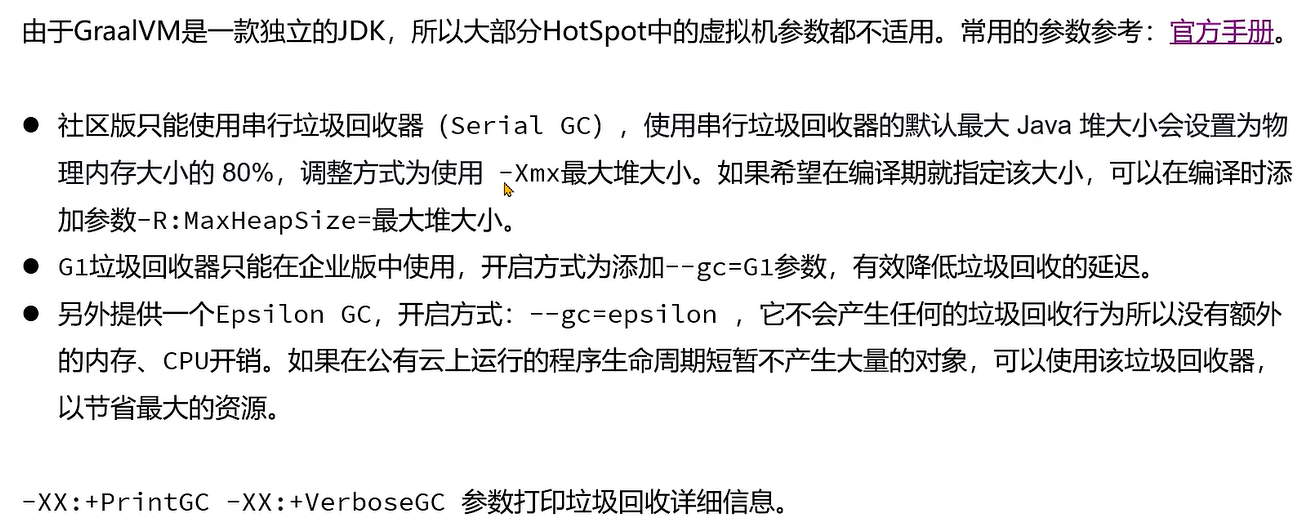 由于GraalVM是一款独立的JDK，所以大部分HotSpot中的虚拟机参数都不适用。常用的参数参考：官方手册。
● 社区版只能使用串行垃圾回收器（Serial GC），使用串行垃圾回收器的默认最大 Java 堆大小会设置为物
理内存大小的 80%，调整方式为使用 -Xmx最大堆大小。如果希望在编译期就指定该大小，可以在编译时添
加参数-R:MaxHeapSize=最大堆大小。
● G1垃圾回收器只能在企业版中使用，开启方式为添加--gc=G1参数，有效降低垃圾回收的延迟。
● 另外提供一个Epsilon GC，开启方式：--gc=epsilon ，它不会产生任何的垃圾回收行为所以没有额外
的内存、CPU开销。如果在公有云上运行的程序生命周期短暂不产生大量的对象，可以使用该垃圾回收器，
以节省最大的资源。
-XX:+PrintGC -XX:+VerboseGC 参数打印垃圾回收详细信息。